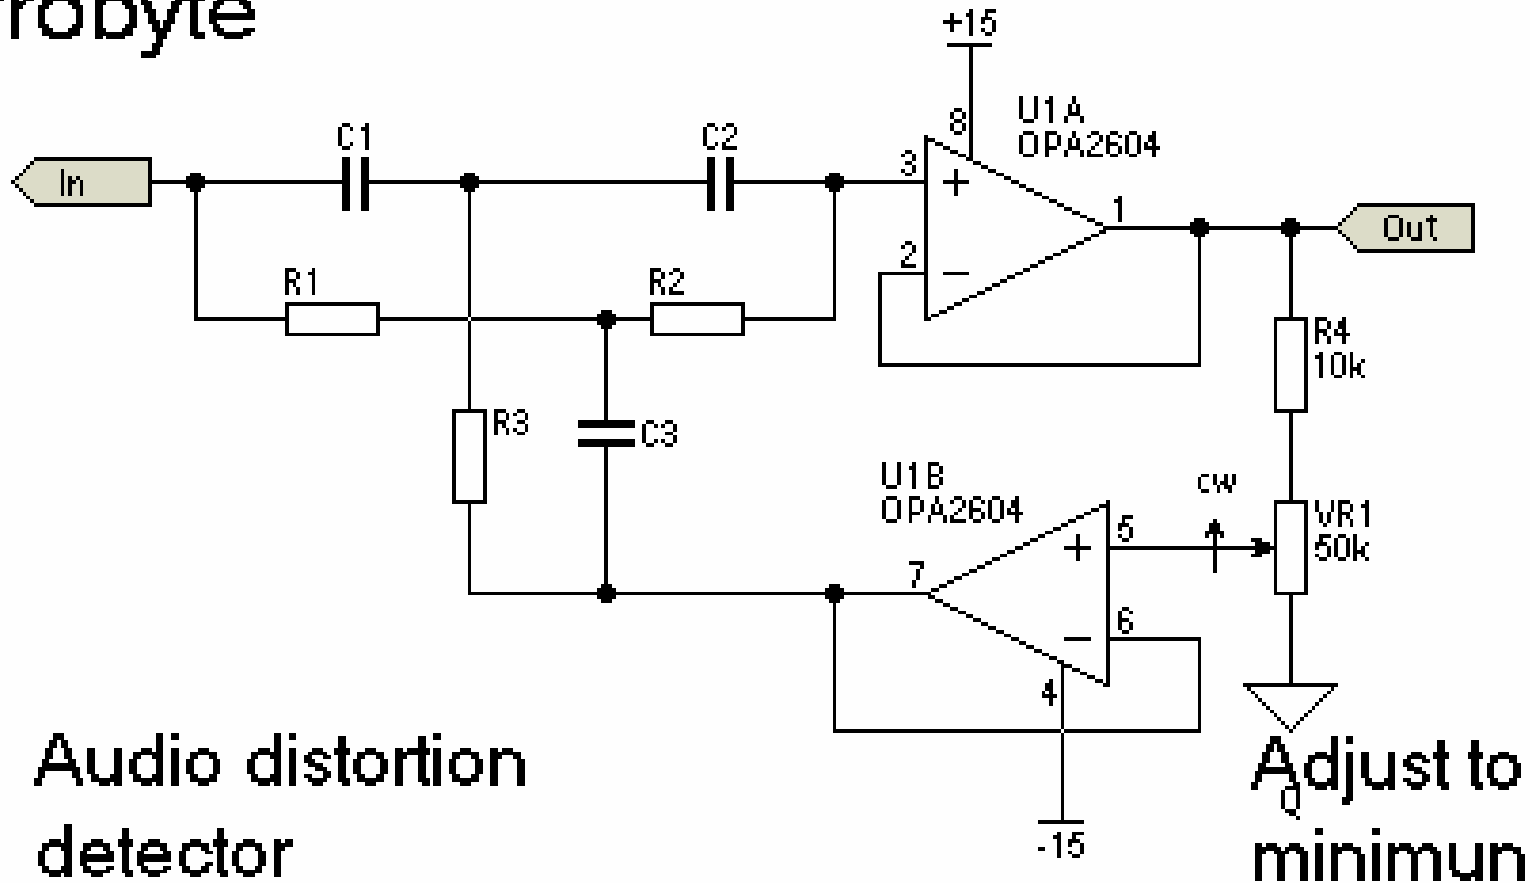 robyte
+15
U1A
OPA2604
8
C1
C2
3
In
+
1
2
Out
−
R1
R2
R4
10k
R3
C3
U1B
OPA2604
cw
VR1
50k
5
+
7
6
−
4
Audio distortion
detector
-15
Adjust to
Q
minimun